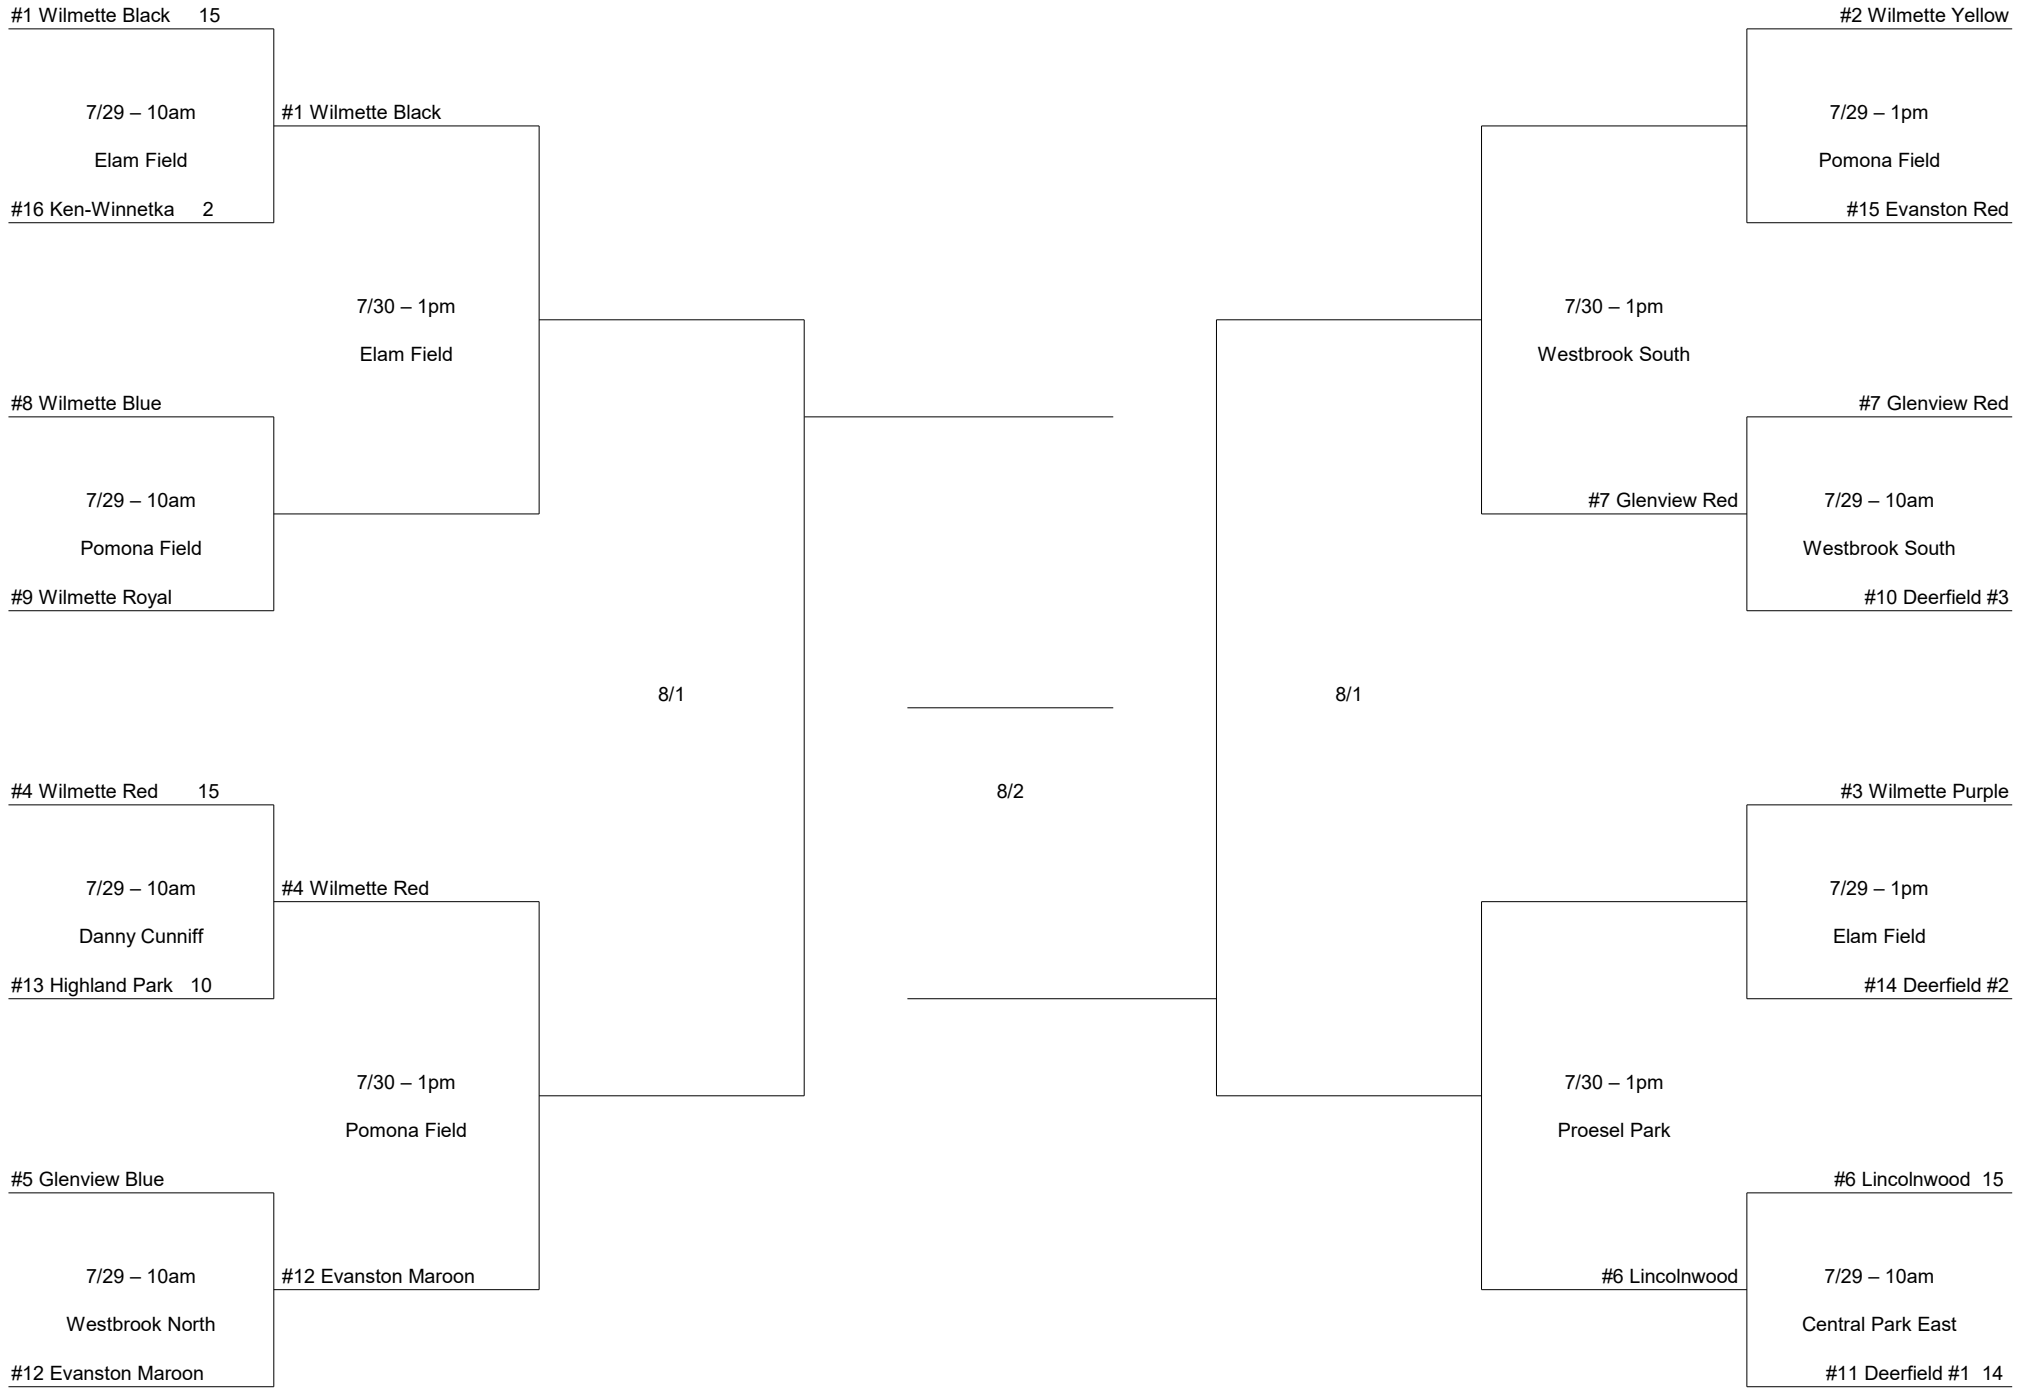 #1 Wilmette Black 15
7/29 – 10am
Elam Field
#16 Ken-Winnetka 2
#1 Wilmette Black
7/30 – 1pm
Elam Field
#8 Wilmette Blue
7/29 – 10am
Pomona Field
#9 Wilmette Royal
8/1
#4 Wilmette Red 15
7/29 – 10am
Danny Cunniff
#13 Highland Park 10
#4 Wilmette Red
7/30 – 1pm
Pomona Field
#5 Glenview Blue
7/29 – 10am
Westbrook North
#12 Evanston Maroon
#12 Evanston Maroon
8/2
#2 Wilmette Yellow
7/29 – 1pm
Pomona Field
#15 Evanston Red
7/30 – 1pm
Westbrook South
#7 Glenview Red
#7 Glenview Red
7/29 – 10am
Westbrook South
#10 Deerfield #3
8/1
#3 Wilmette Purple
7/29 – 1pm
Elam Field
#14 Deerfield #2
7/30 – 1pm
Proesel Park
#6 Lincolnwood 15
#6 Lincolnwood
7/29 – 10am
Central Park East
#11 Deerfield #1 14